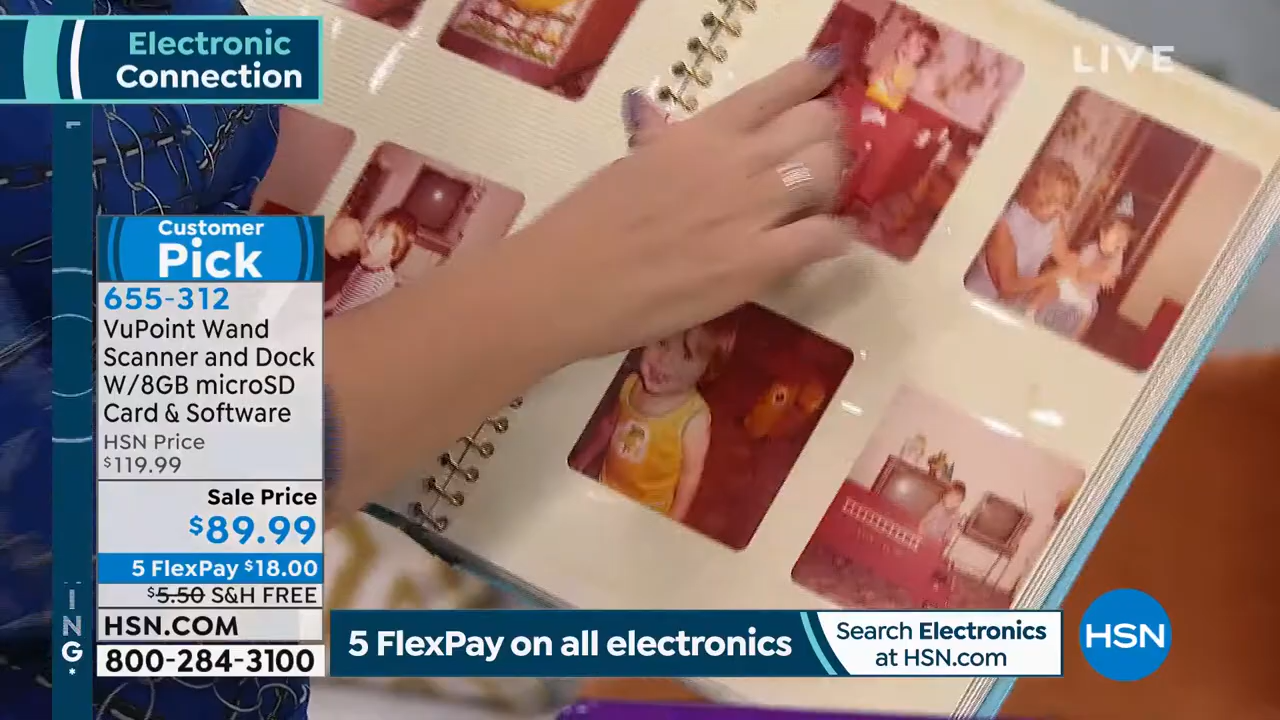 Electronic
Connection
LIVE
Customer
Pick
655-312
VuPoint Wand
Scanner and Dock
W/8GB microSD
Card & Software
HSN Price
$119.99
Sale Price
$89.99
5 FlexPay $18.00
$5.50 S&H FREE
HSN.COM
800-284-3100
5 FlexPay on all electronics
Search Electronics
at HSN.com
HSN